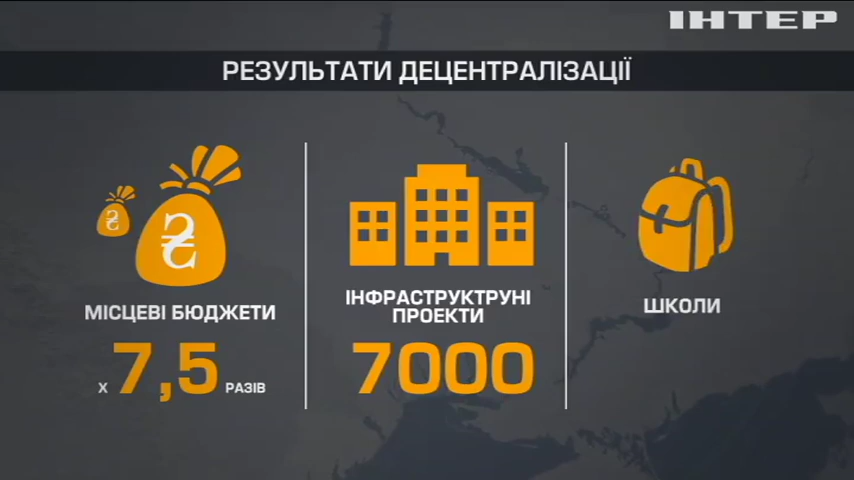 ІНТЕР
РЕЗУЛЬТАТИ ДЕЦЕНТРАЛІЗАЦІЇ
₴
₴
МІСЦЕВІ БЮДЖЕТИ
х 7,5 РАЗІВ
ІНФРАСТРУКТРУНІ
ПРОЕКТИ
7000
ШКОЛИ